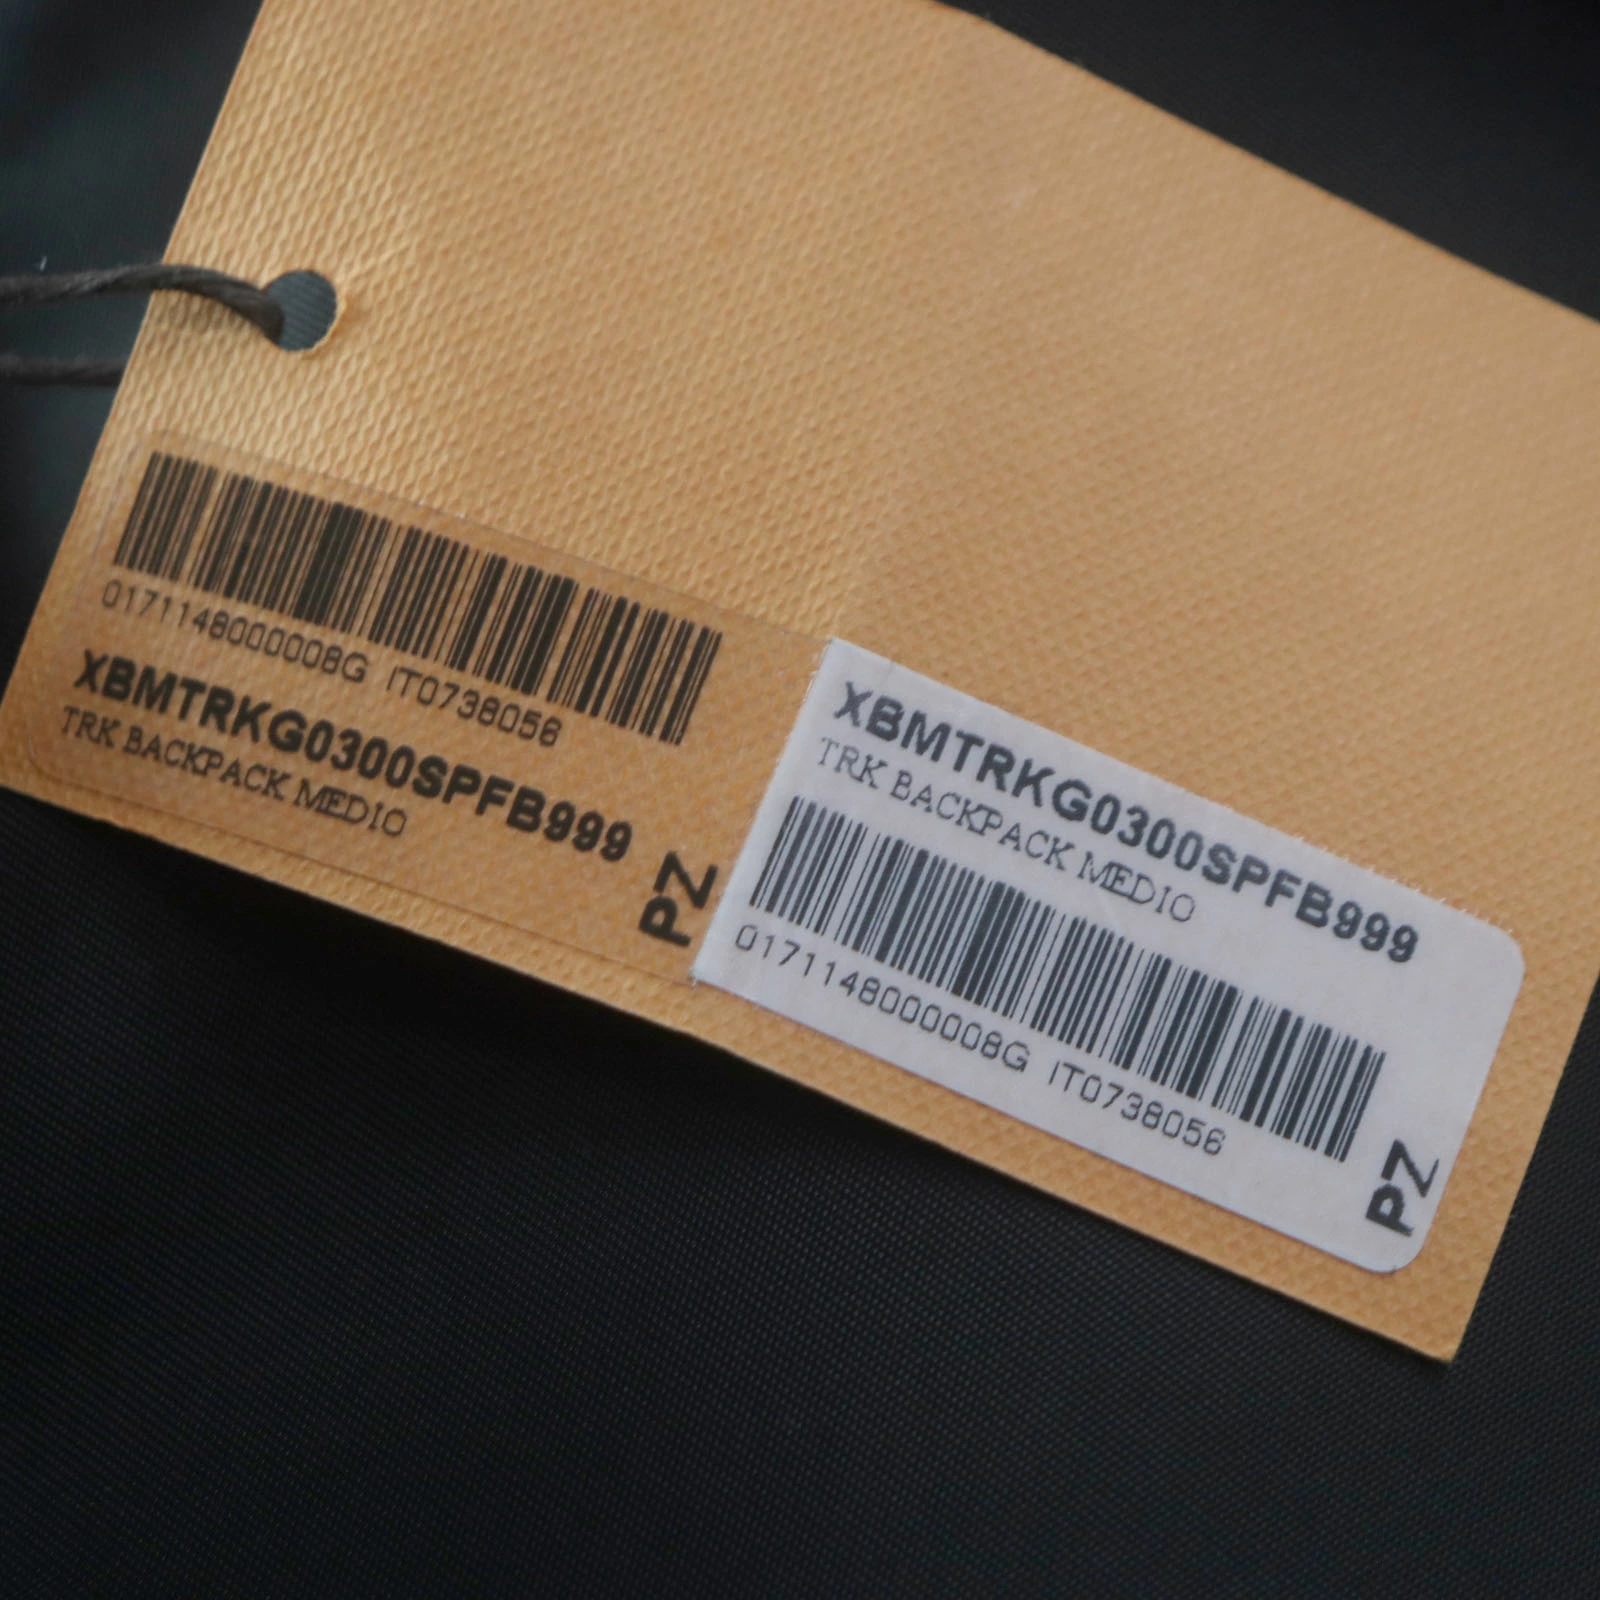 0171148000008G IT0738056
XBMTRKG0300SPFB999
TRK BACKPACK MEDIO
PZ
XBMTRKG0300SPFB999
TRK BACKPACK MEDIO
0171148000008G IT0738056
PZ